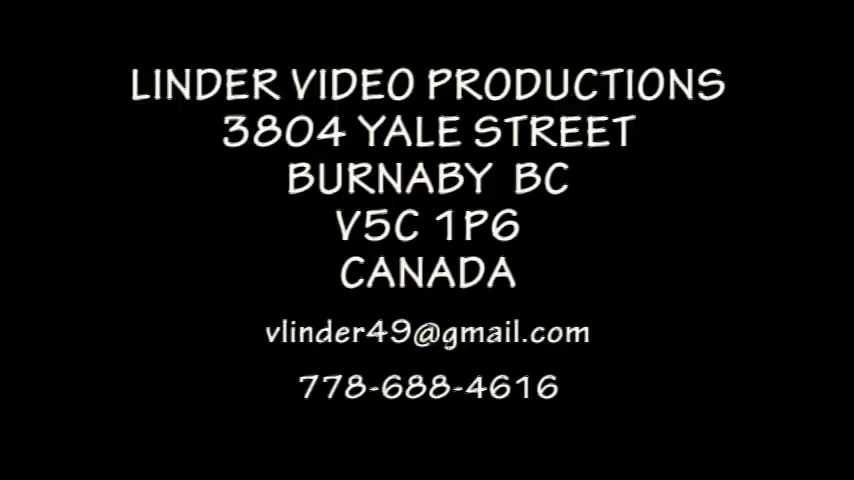 LINDER VIDEO PRODUCTIONS
3804 YALE STREET
BURNABY BC
V5C 1P6
CANADA
vlinder49@gmail.com
778-688-4616